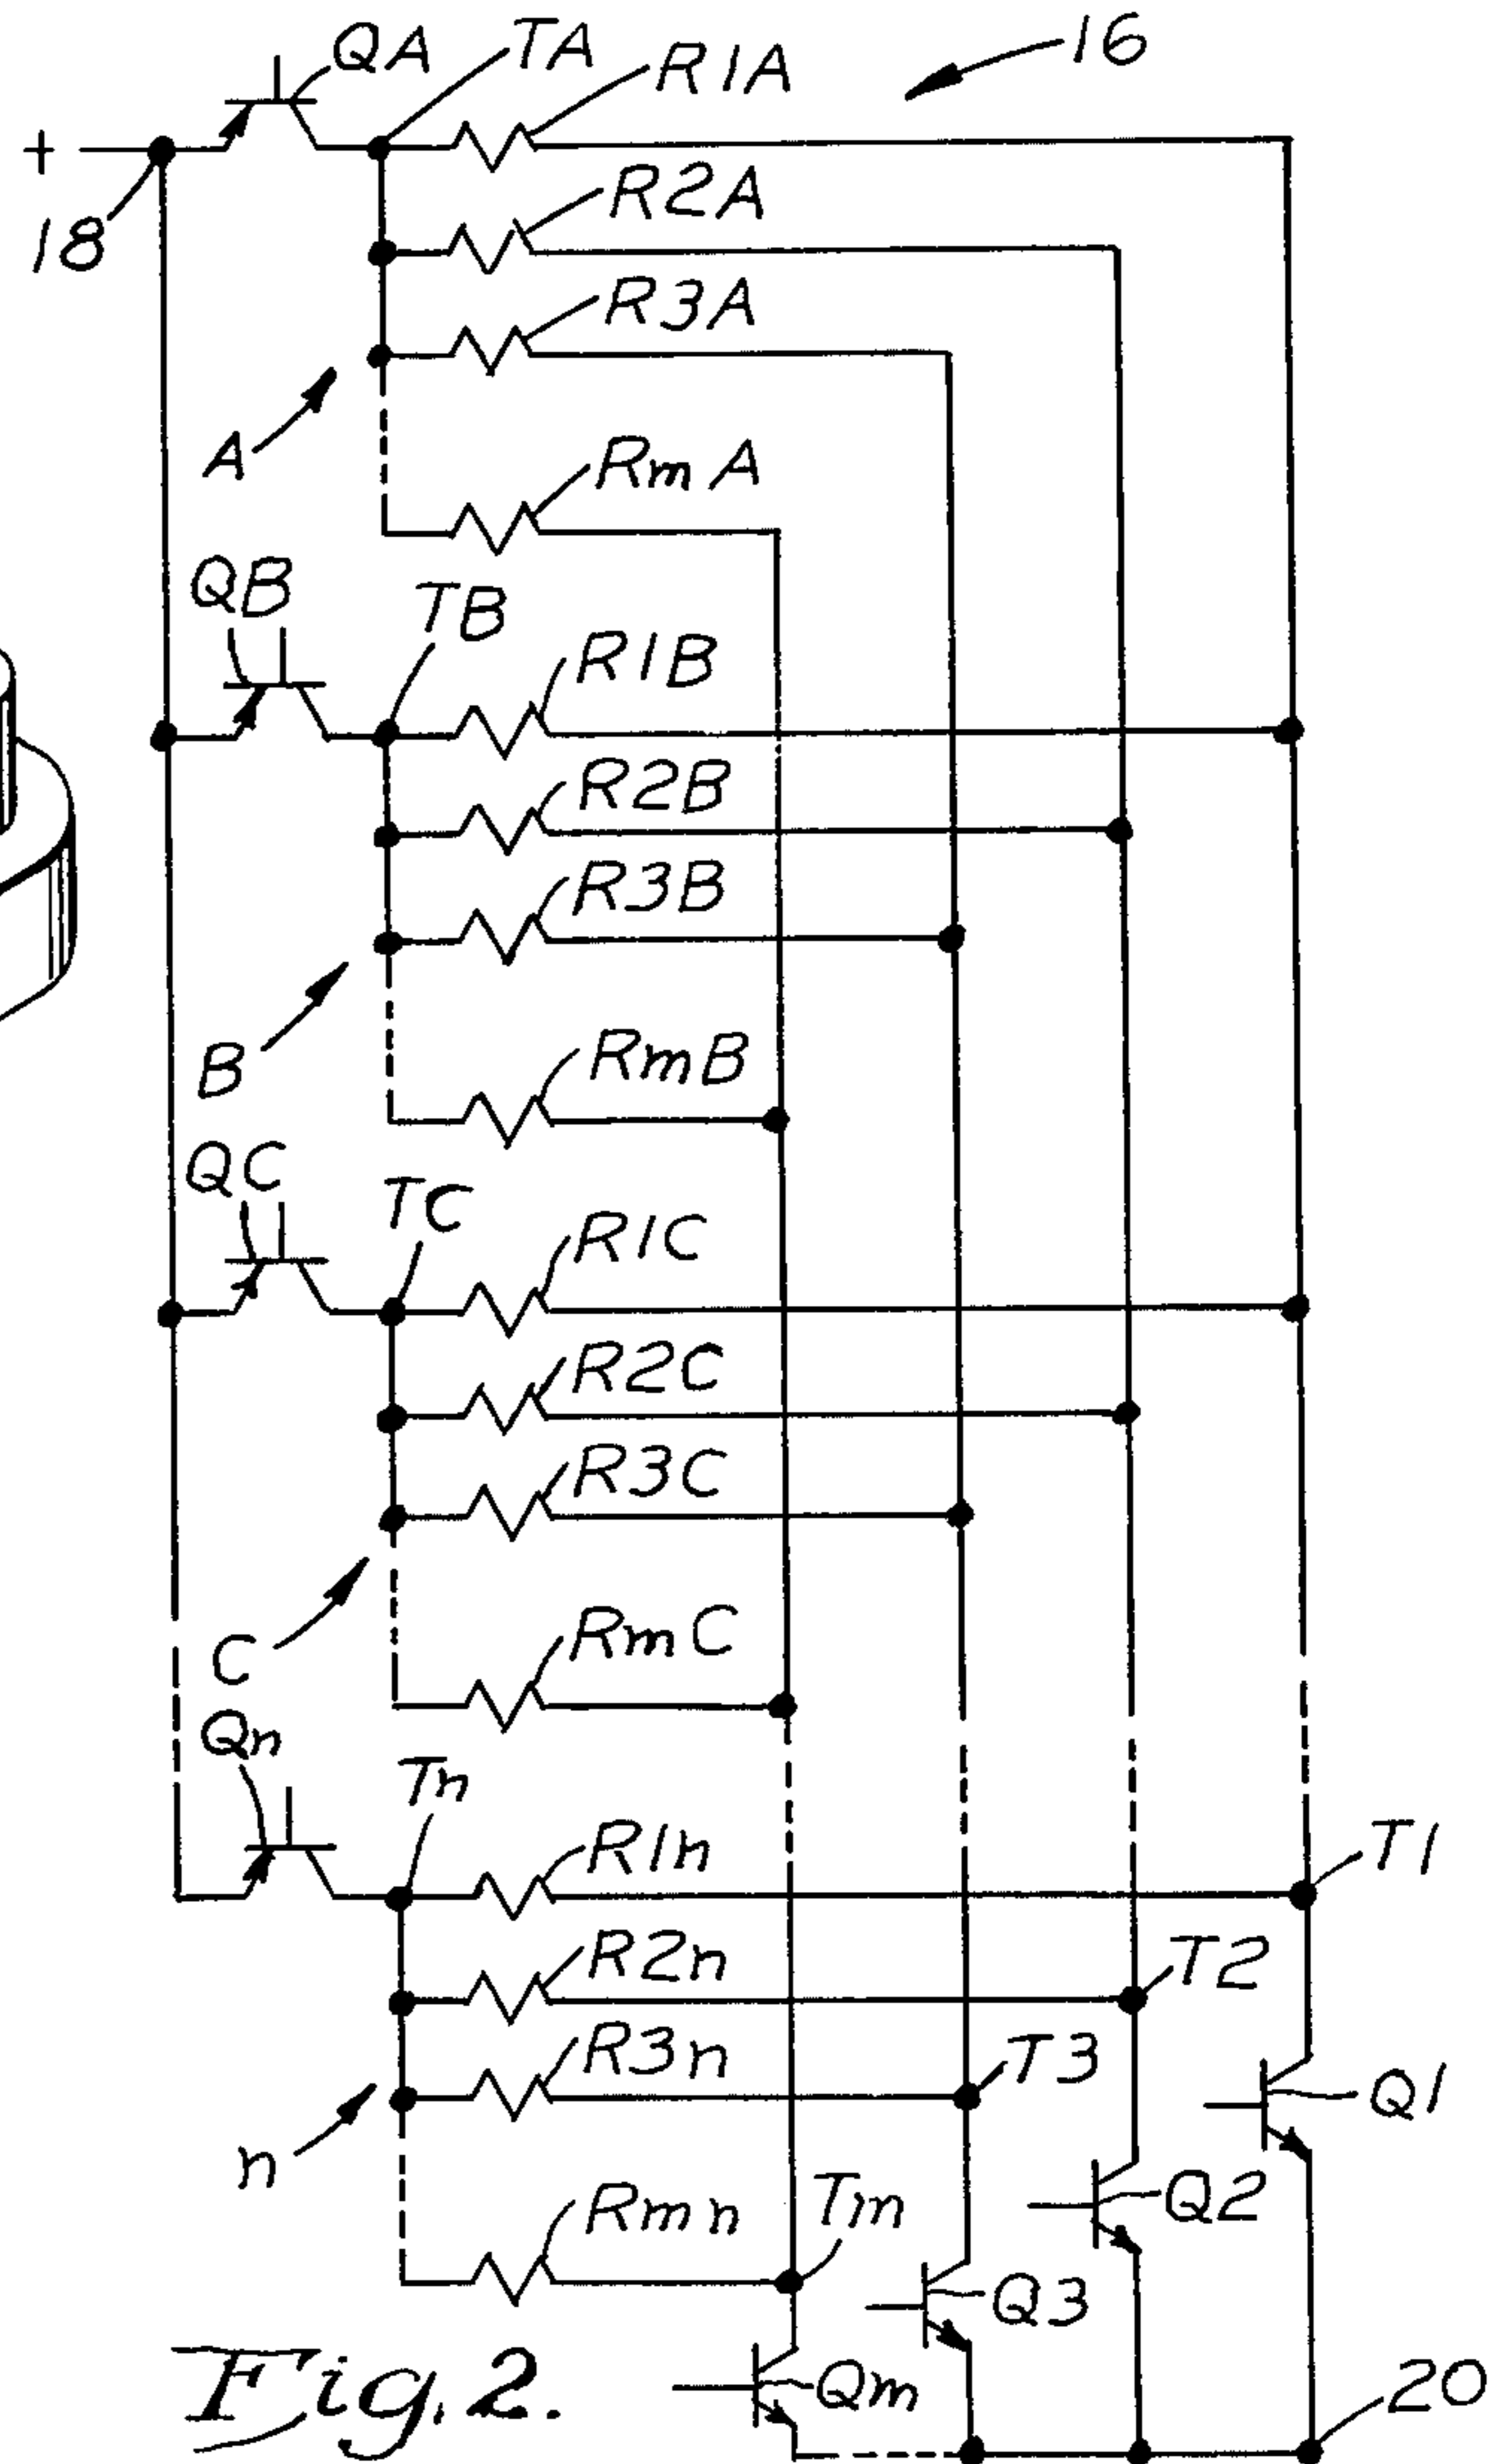 QA
TA
R1A
16
+
18
R2A
R3A
A
RmA
QB
TB
R1B
R2B
R3B
B
RmB
QC
TC
R1C
R2C
R3C
C
RmC
Qn
Tn
R1n
T1
R2n
T2
R3n
T3
Q1
n
Rmn
Tm
Q2
Q3
Qm
20
Fig. 2.